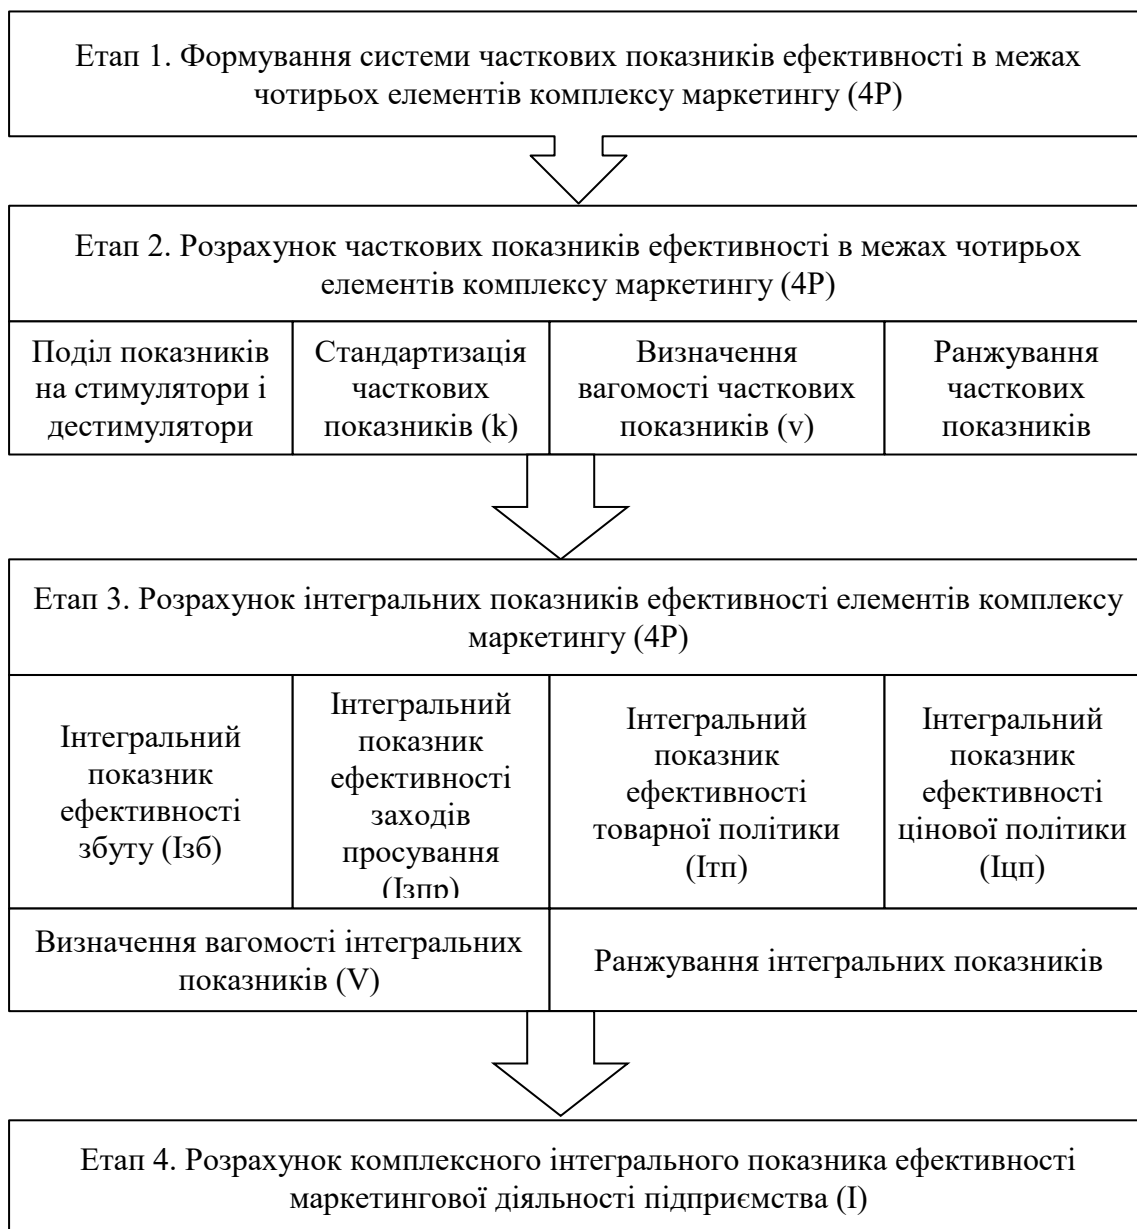 Етап 1. Формування системи часткових показників ефективності в межах
чотирьох елементів комплексу маркетингу (4Р)
Етап 2. Розрахунок часткових показників ефективності в межах чотирьох
елементів комплексу маркетингу (4Р)
Поділ показників
на стимулятори і
дестимулятори
Стандартизація
часткових
показників (k)
Визначення
вагомості часткових
показників (v)
Ранжування
часткових
показників
Етап 3. Розрахунок інтегральних показників ефективності елементів комплексу
маркетингу (4Р)
Інтегральний
показник
ефективності
збуту (Ізб)
Інтегральний
показник
ефективності
заходів
просування
(Ізпр)
Інтегральний
показник
ефективності
товарної політики
(Ітп)
Інтегральний
показник
ефективності
цінової політики
(Іцп)
Визначення вагомості інтегральних
показників (V)
Ранжування інтегральних показників
Етап 4. Розрахунок комплексного інтегрального показника ефективності
маркетингової діяльності підприємства (І)